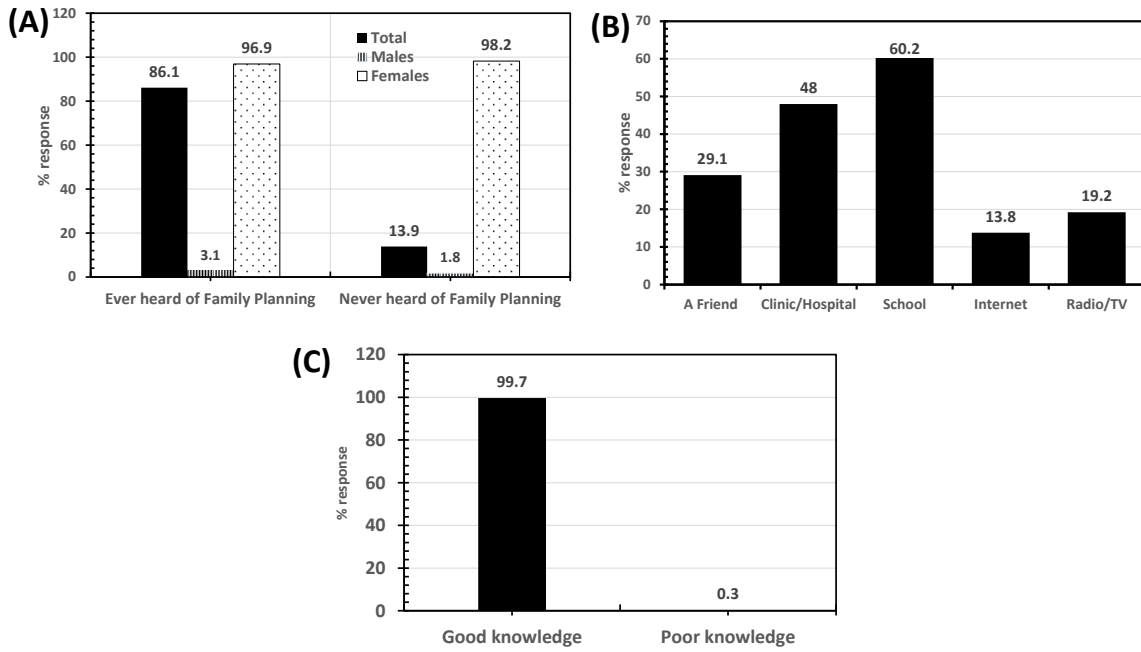 (A)
% response
120
100
80
60
40
20
0
Total
Males
Females
86.1
3.1
96.9
13.9
1.8
98.2
Ever heard of Family Planning
Never heard of Family Planning
(B)
% response
70
60
50
40
30
20
10
0
29.1
48
60.2
13.8
19.2
A Friend
Clinic/Hospital
School
Internet
Radio/TV
(C)
% response
120
100
80
60
40
20
0
99.7
0.3
Good knowledge
Poor knowledge